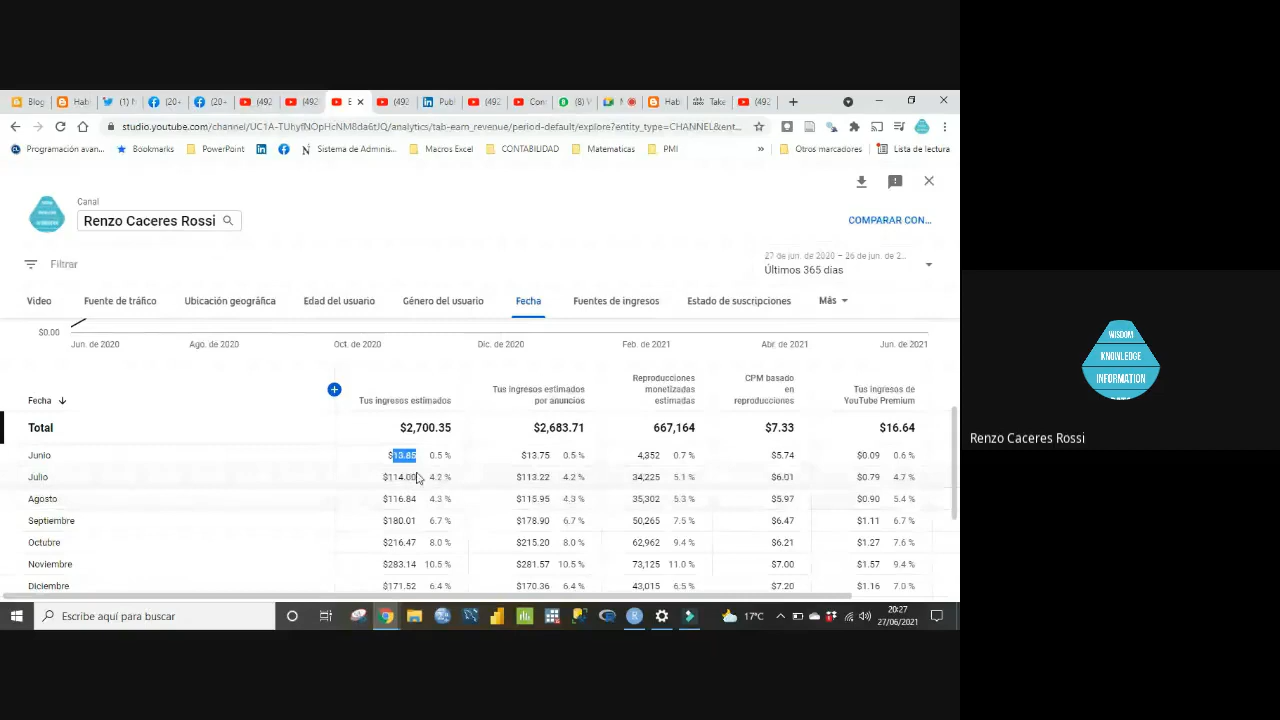 Blog
Hab
(1) N
(20+
(20+
(492
(492
E
(492
Publ
(492
Con
(8) V
Hab
Take
(492
studio.youtube.com/channel/UC1A-TUhyfNOpHcNM8da6tJQ/analytics/tab-earn_revenue/period-default/explore?entity_type=CHANNEL&ent...
Programación avan...
Bookmarks
PowerPoint
Sistema de Adminis...
Macros Excel
CONTABILIDAD
Matematicas
PMI
»
Otros marcadores
Lista de lectura
Canal
Renzo Caceres Rossi
COMPARAR CON...
Filtrar
27 de jun. de 2020 – 26 de jun. de 2...
Últimos 365 días
Video
Fuente de tráfico
Ubicación geográfica
Edad del usuario
Género del usuario
Fecha
Fuentes de ingresos
Estado de suscripciones
Más
$0.00
Jun. de 2020 Ago. de 2020 Oct. de 2020 Dic. de 2020 Feb. de 2021 Abr. de 2021 Jun. de 2021
Fecha
Tus ingresos estimados
Tus ingresos estimados
por anuncios
Reproducciones
monetizadas
estimadas
CPM basado
en
reproducciones
Tus ingresos de
YouTube Premium
Total $2,700.35 $2,683.71 667,164 $7.33 $16.64
Junio $13.85 0.5 % $13.75 0.5 % 4,352 0.7 % $5.74 $0.09 0.6 %
Julio $114.00 4.2 % $113.22 4.2 % 34,225 5.1 % $6.01 $0.79 4.7 %
Agosto $116.84 4.3 % $115.95 4.3 % 35,302 5.3 % $5.97 $0.90 5.4 %
Septiembre $180.01 6.7 % $178.90 6.7 % 50,265 7.5 % $6.47 $1.11 6.7 %
Octubre $216.47 8.0 % $215.20 8.0 % 62,962 9.4 % $6.21 $1.27 7.6 %
Noviembre $283.14 10.5 % $281.57 10.5 % 73,125 11.0 % $7.00 $1.57 9.4 %
Diciembre $171.52 6.4 % $170.36 6.4 % 43,015 6.5 % $7.20 $1.16 7.0 %
Escribe aquí para buscar
17°C
20:27
27/06/2021
WISDOM
KNOWLEDGE
INFORMATION
Renzo Caceres Rossi